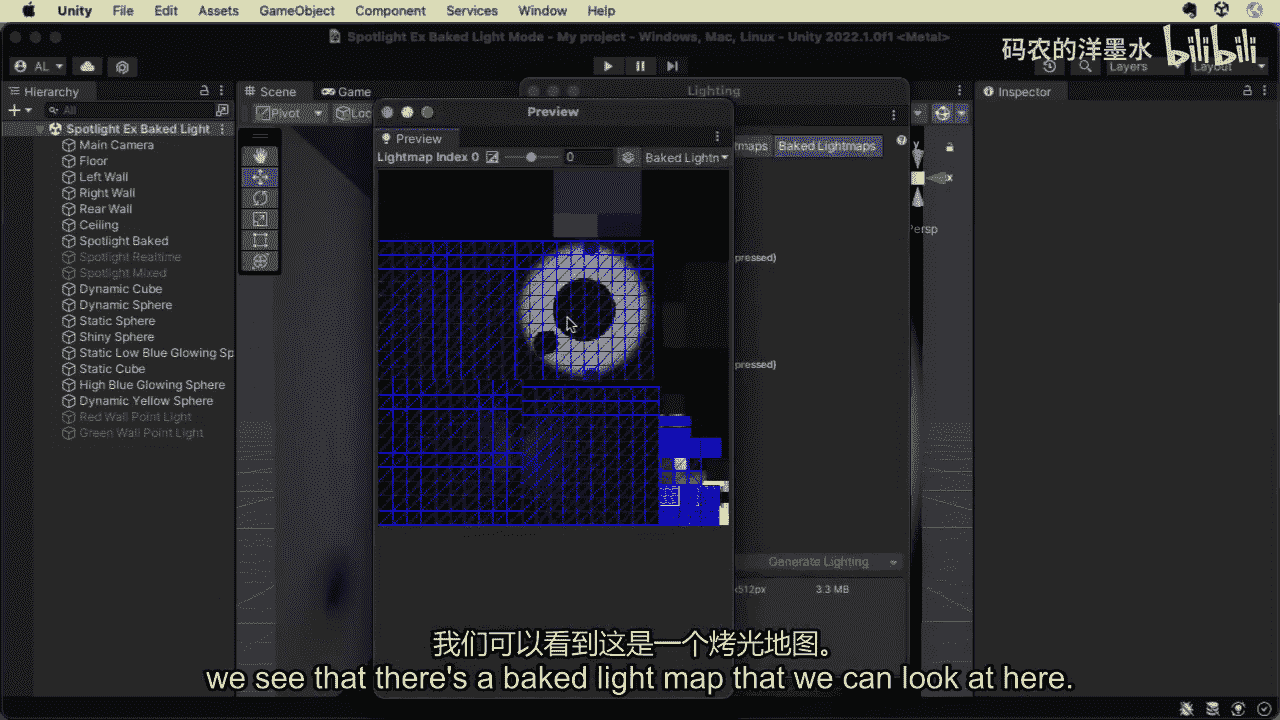 Unity File Edit Assets GameObject Component Services Window Help
Spotlight Ex Baked Light Mode - My project - Windows, Mac, Linux - Unity 2022.1.0f1 <Metal>
码农的洋墨水 bilibili
AL Layers Layout
Hierarchy Scene Game Lighting Inspector
All Pivot Loc Preview
Spotlight Ex Baked Light
Main Camera
Floor
Left Wall
Right Wall
Rear Wall
Ceiling
Spotlight Baked
Spotlight Realtime
Spotlight Mixed
Dynamic Cube
Dynamic Sphere
Static Sphere
Shiny Sphere
Static Low Blue Glowing Sp
Static Cube
High Blue Glowing Sphere
Dynamic Yellow Sphere
Red Wall Point Light
Green Wall Point Light
Preview
Lightmap Index 0 0 Baked Lightn
tmaps Baked Lightmaps
y
x
Persp
pressed)
pressed)
Generate Lighting
x512px 3.3 MB
我们可以看到这是一个烤光地图。
we see that there's a baked light map that we can look at here.